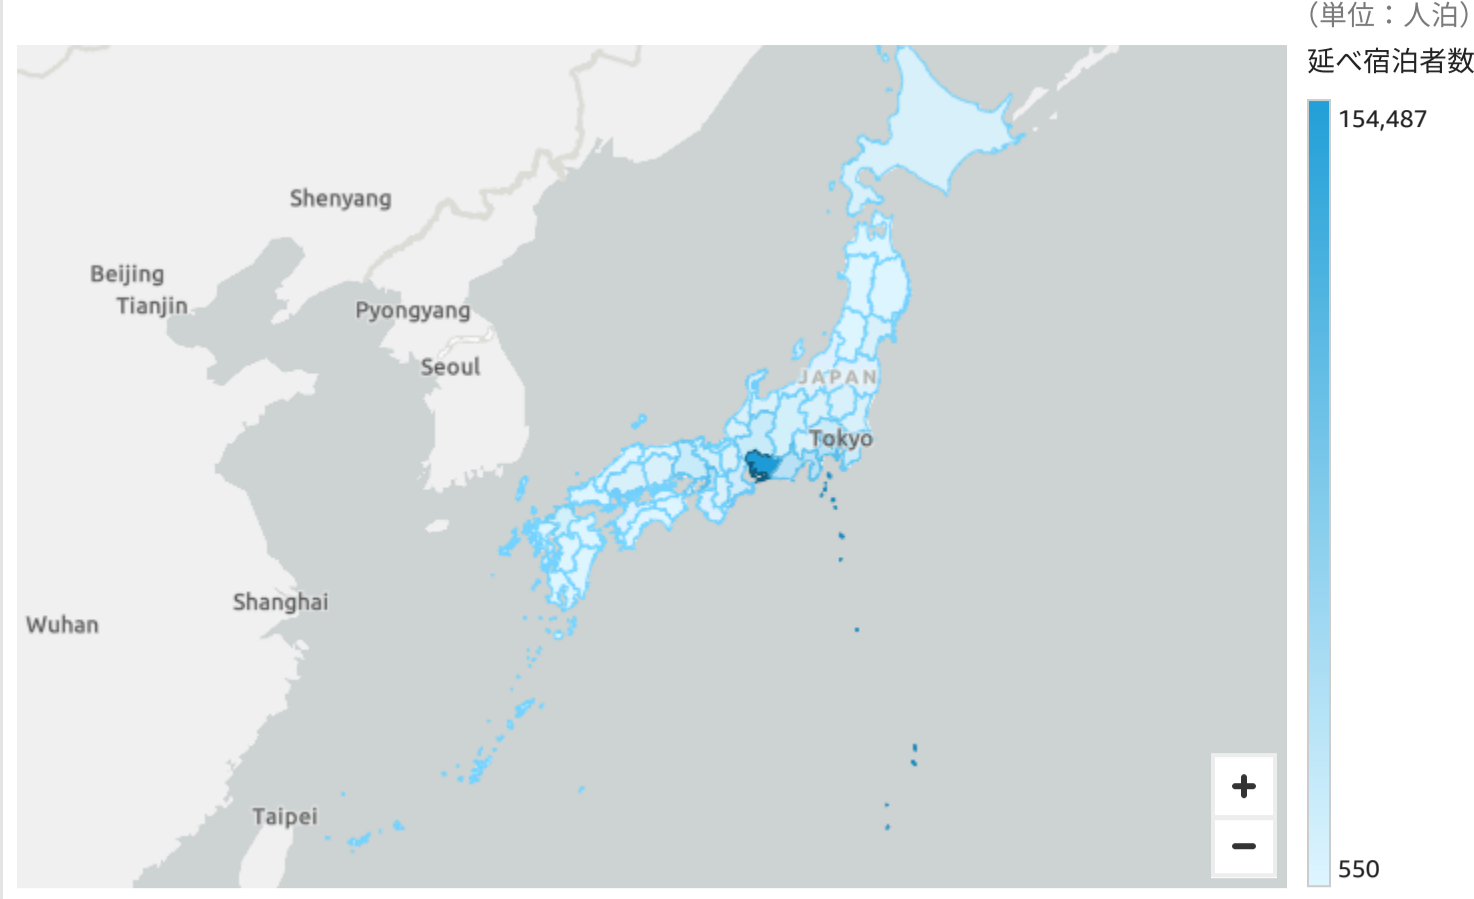 （単位：人泊）
延べ宿泊者数
154,487
Shenyang
Beijing
Tianjin
Pyongyang
Seoul
JAPAN
Tokyo
Shanghai
Wuhan
+
Taipei
−
550